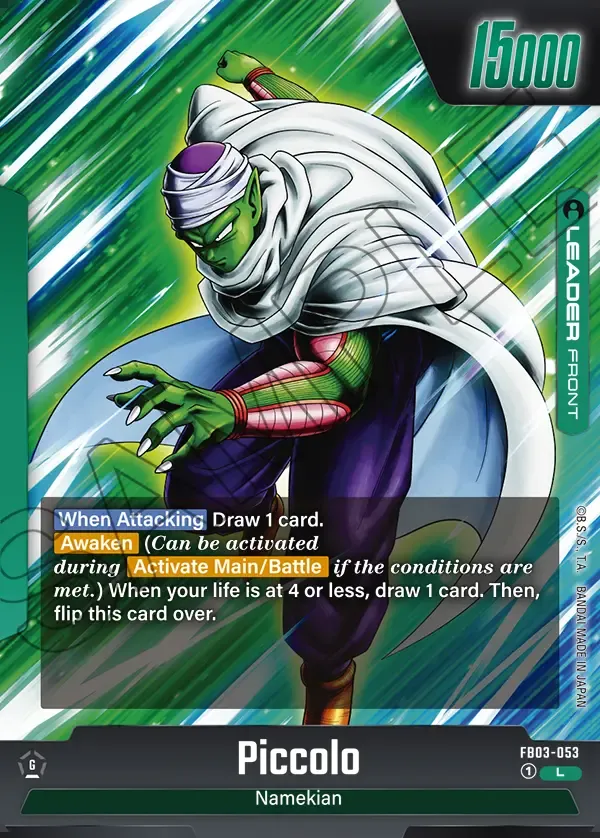 15000
LEADER FRONT
When Attacking Draw 1 card.
Awaken (Can be activated
during Activate Main/Battle if the conditions are
met.) When your life is at 4 or less, draw 1 card. Then,
flip this card over.
©B.S./S., T.A. BANDAI MADE IN JAPAN
SAMPLE
G
Piccolo
FB03-053
1 L
Namekian